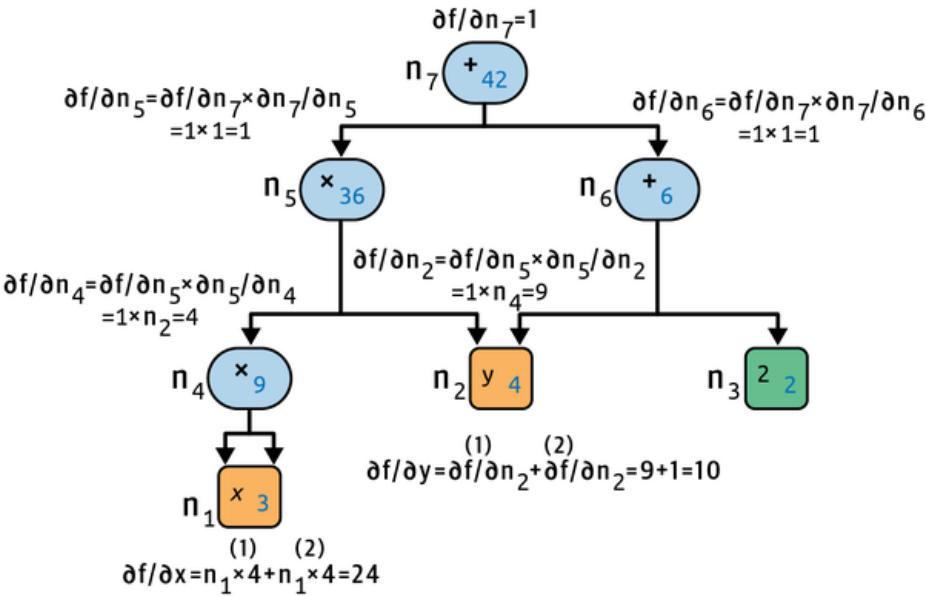 ∂f/∂n₇=1
n₇ + 42
∂f/∂n₅=∂f/∂n₇×∂n₇/∂n₅
=1×1=1
∂f/∂n₆=∂f/∂n₇×∂n₇/∂n₆
=1×1=1
n₅ × 36
n₆ + 6
∂f/∂n₄=∂f/∂n₅×∂n₅/∂n₄
=1×n₂=4
∂f/∂n₂=∂f/∂n₅×∂n₅/∂n₂
=1×n₄=9
n₄ × 9
n₂ y 4
n₃ 2 2
(1) (2)
∂f/∂y=∂f/∂n₂+∂f/∂n₂=9+1=10
n₁ x 3
(1) (2)
∂f/∂x=n₁×4+n₁×4=24